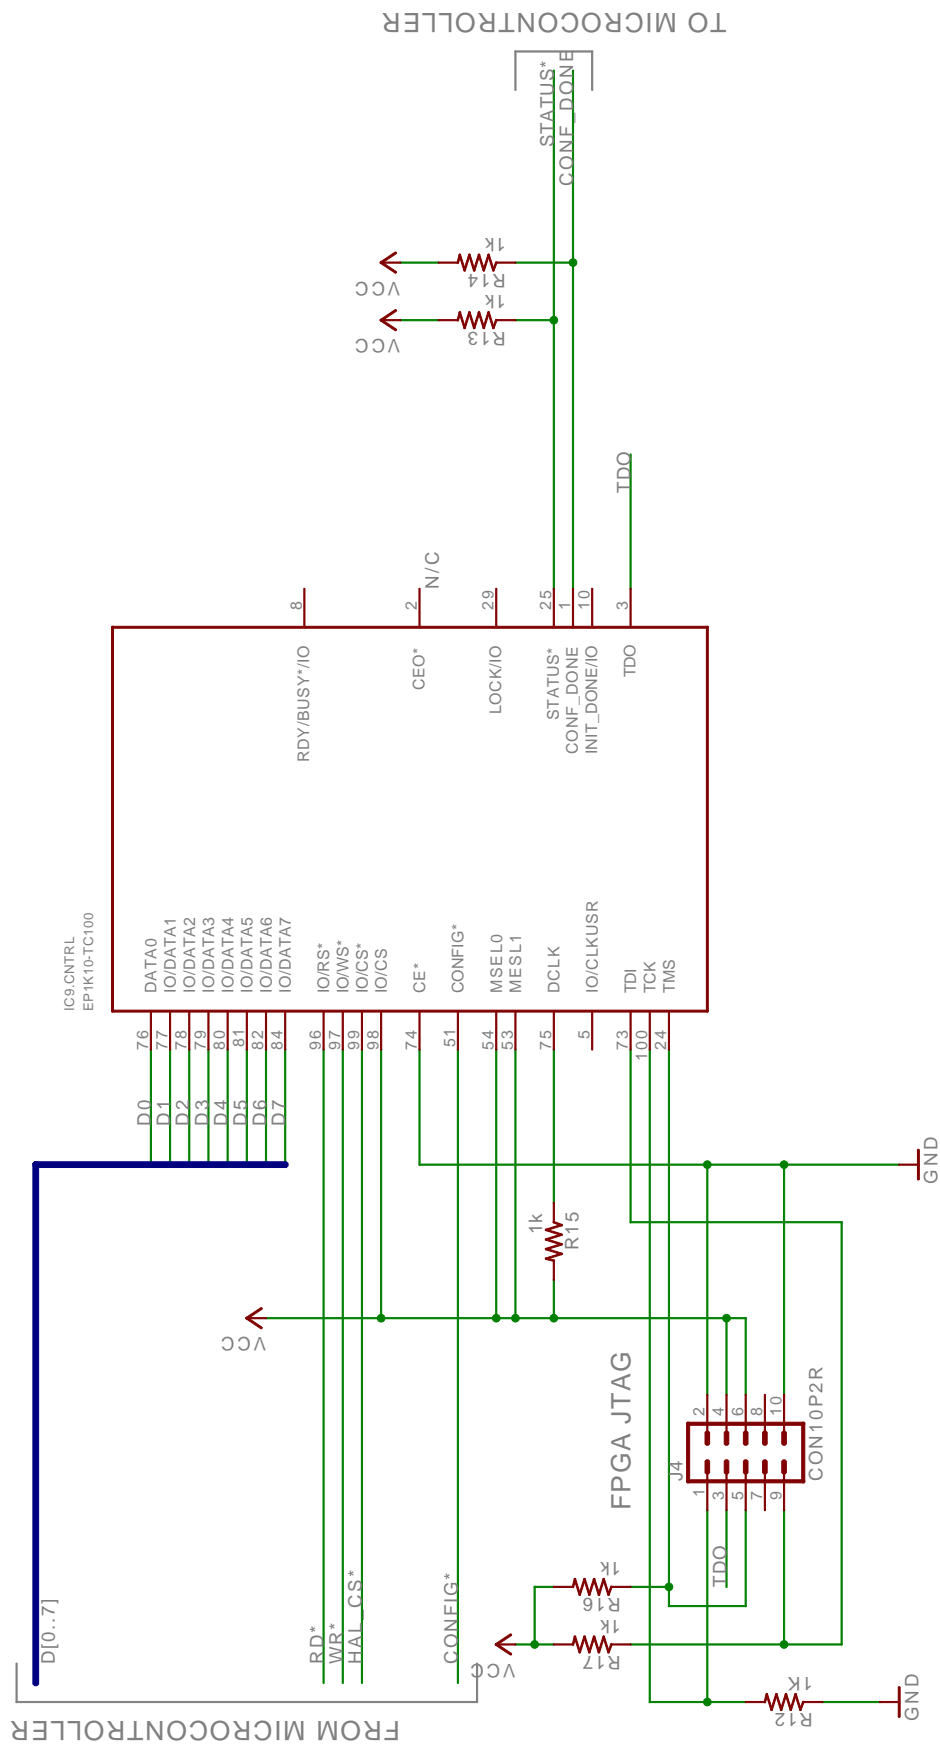 TO MICROCONTROLLER
STATUS*
CONF_DONE
1k
R14
VCC
1k
R13
VCC
TDO
N/C
8
2
29
25
1
10
3
RDY/BUSY*/IO
CEO*
LOCK/IO
STATUS*
CONF_DONE
INIT_DONE/IO
TDO
IC9.CNTRL
EP1K10-TC100
DATA0
IO/DATA1
IO/DATA2
IO/DATA3
IO/DATA4
IO/DATA5
IO/DATA6
IO/DATA7
IO/RS*
IO/WS*
IO/CS*
IO/CS
CE*
CONFIG*
MSEL0
MESL1
DCLK
IO/CLKUSR
TDI
TCK
TMS
76
77
78
79
80
81
82
84
96
97
99
98
74
51
54
53
75
5
73
100
24
D0
D1
D2
D3
D4
D5
D6
D7
GND
1k
R15
VCC
FPGA JTAG
J4
CON10P2R
2
4
6
8
10
1
3
5
7
9
TDO
1k
R16
1k
R17
VCC
1K
R12
GND
D[0..7]
RD*
WR*
HAL_CS*
CONFIG*
FROM MICROCONTROLLER